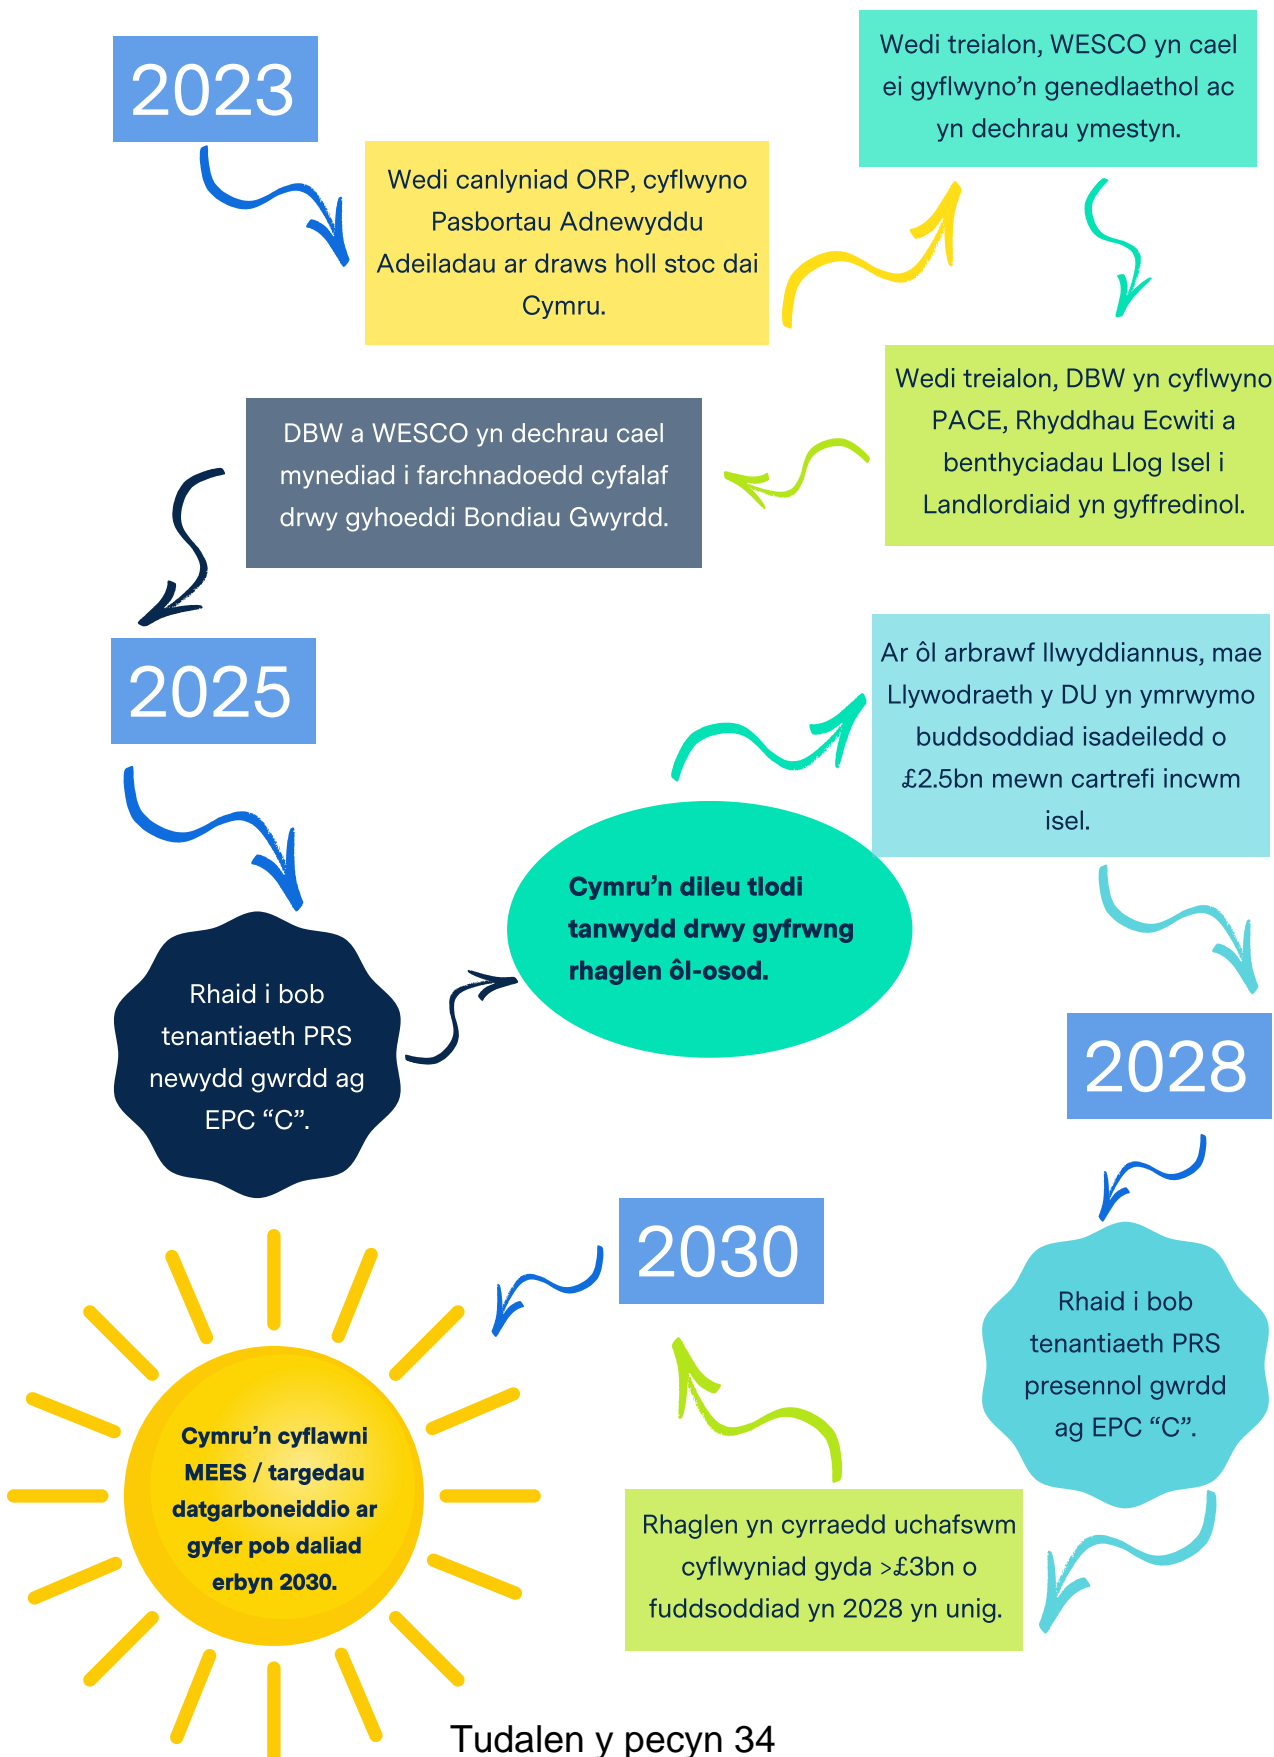 2023
Wedi canlyniad ORP, cyflwyno
Pasbortau Adnewyddu
Adeiladau ar draws holl stoc dai
Cymru.
Wedi treialon, WESCO yn cael
ei gyflwyno’n genedlaethol ac
yn dechrau ymestyn.
Wedi treialon, DBW yn cyflwyno
PACE, Rhyddhau Ecwiti a
benthyciadau Llog Isel i
Landlordiaid yn gyffredinol.
DBW a WESCO yn dechrau cael
mynediad i farchnadoedd cyfalaf
drwy gyhoeddi Bondiau Gwyrdd.
2025
Rhaid i bob
tenantiaeth PRS
newydd gwrdd ag
EPC “C”.
Cymru’n dileu tlodi
tanwydd drwy gyfrwng
rhaglen ôl-osod.
Ar ôl arbrawf llwyddiannus, mae
Llywodraeth y DU yn ymrwymo
buddsoddiad isadeiledd o
£2.5bn mewn cartrefi incwm
isel.
2028
Rhaid i bob
tenantiaeth PRS
presennol gwrdd
ag EPC “C”.
Rhaglen yn cyrraedd uchafswm
cyflwyniad gyda >£3bn o
fuddsoddiad yn 2028 yn unig.
2030
Cymru’n cyflawni
MEES / targedau
datgarboneiddio ar
gyfer pob daliad
erbyn 2030.
Tudalen y pecyn 34